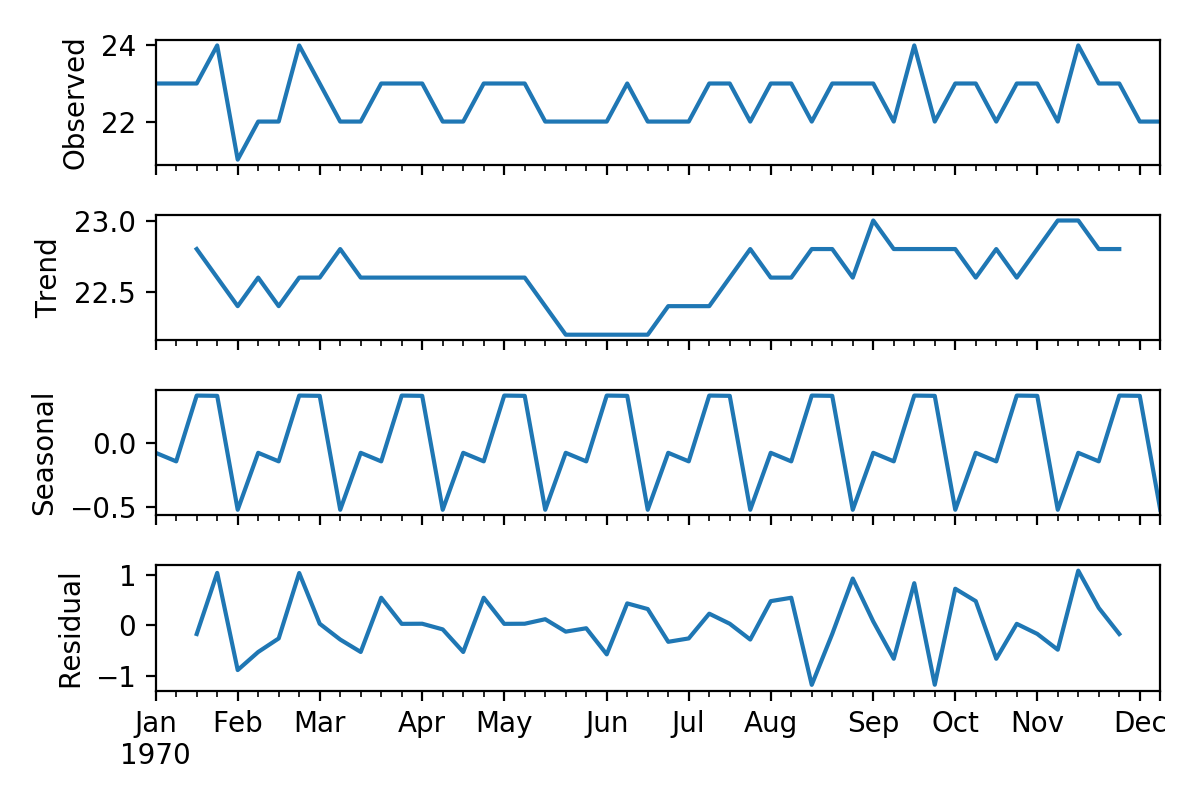 Observed
24
22
Trend
23.0
22.5
Seasonal
0.0
−0.5
Residual
1
0
−1
Jan Feb Mar Apr May Jun Jul Aug Sep Oct Nov Dec
1970